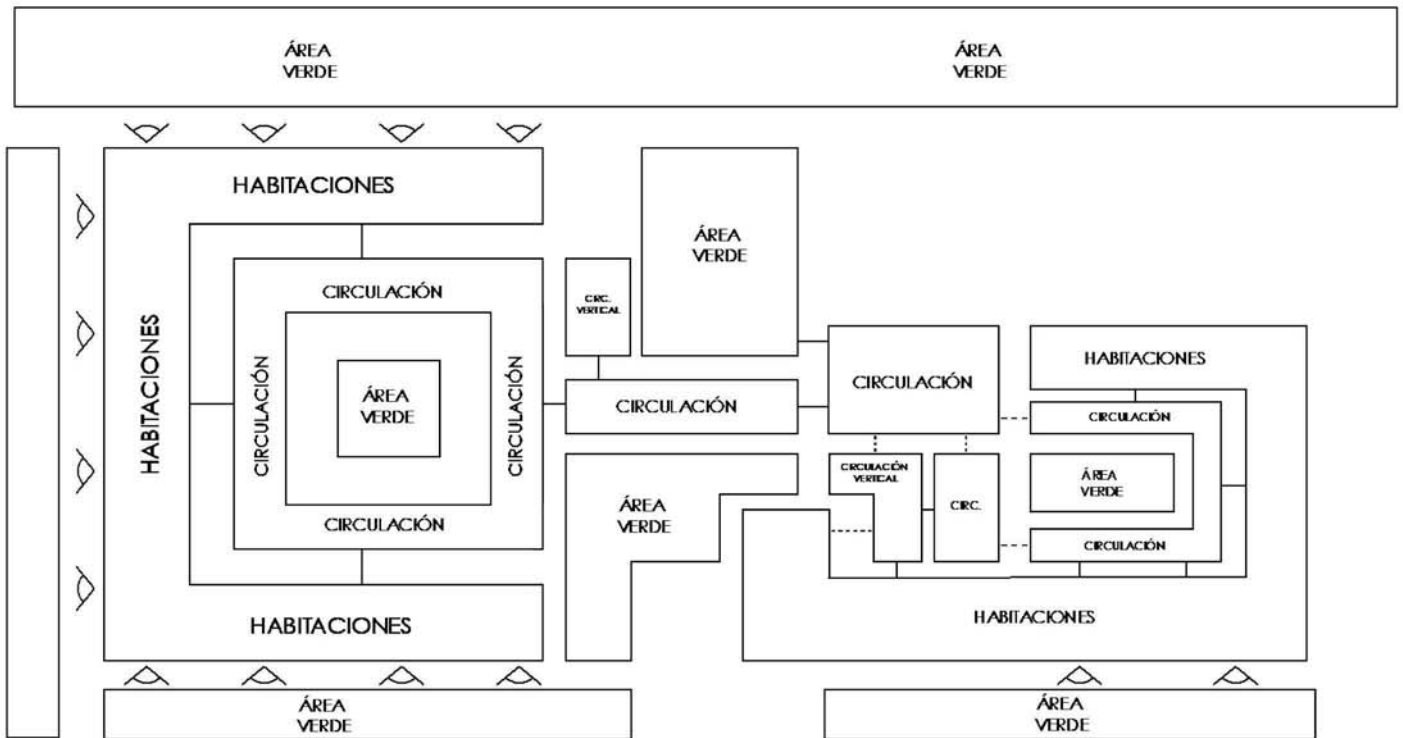 ÁREA
VERDE
ÁREA
VERDE
HABITACIONES
HABITACIONES
CIRCULACIÓN
CIRCULACIÓN
ÁREA
VERDE
CIRCULACIÓN
CIRCULACIÓN
HABITACIONES
ÁREA
VERDE
CIRC.
VERTICAL
ÁREA
VERDE
CIRCULACIÓN
ÁREA
VERDE
CIRCULACIÓN
CIRCULACIÓN
VERTICAL
CIRC.
HABITACIONES
CIRCULACIÓN
ÁREA
VERDE
CIRCULACIÓN
HABITACIONES
ÁREA
VERDE